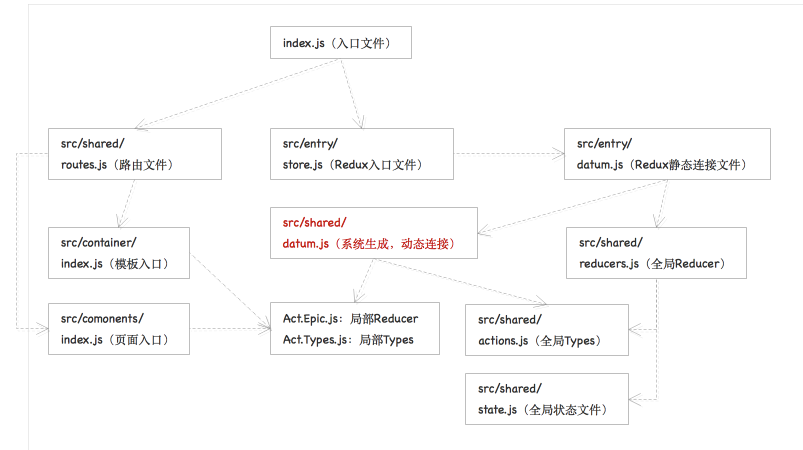 index.js（入口文件）
src/shared/
routes.js（路由文件）
src/entry/
store.js（Redux入口文件）
src/entry/
datum.js（Redux静态连接文件）
src/shared/
datum.js（系统生成，动态连接）
src/container/
index.js（模板入口）
src/shared/
reducers.js（全局Reducer）
src/comonents/
index.js（页面入口）
Act.Epic.js：局部Reducer
Act.Types.js：局部Types
src/shared/
actions.js（全局Types）
src/shared/
state.js（全局状态文件）